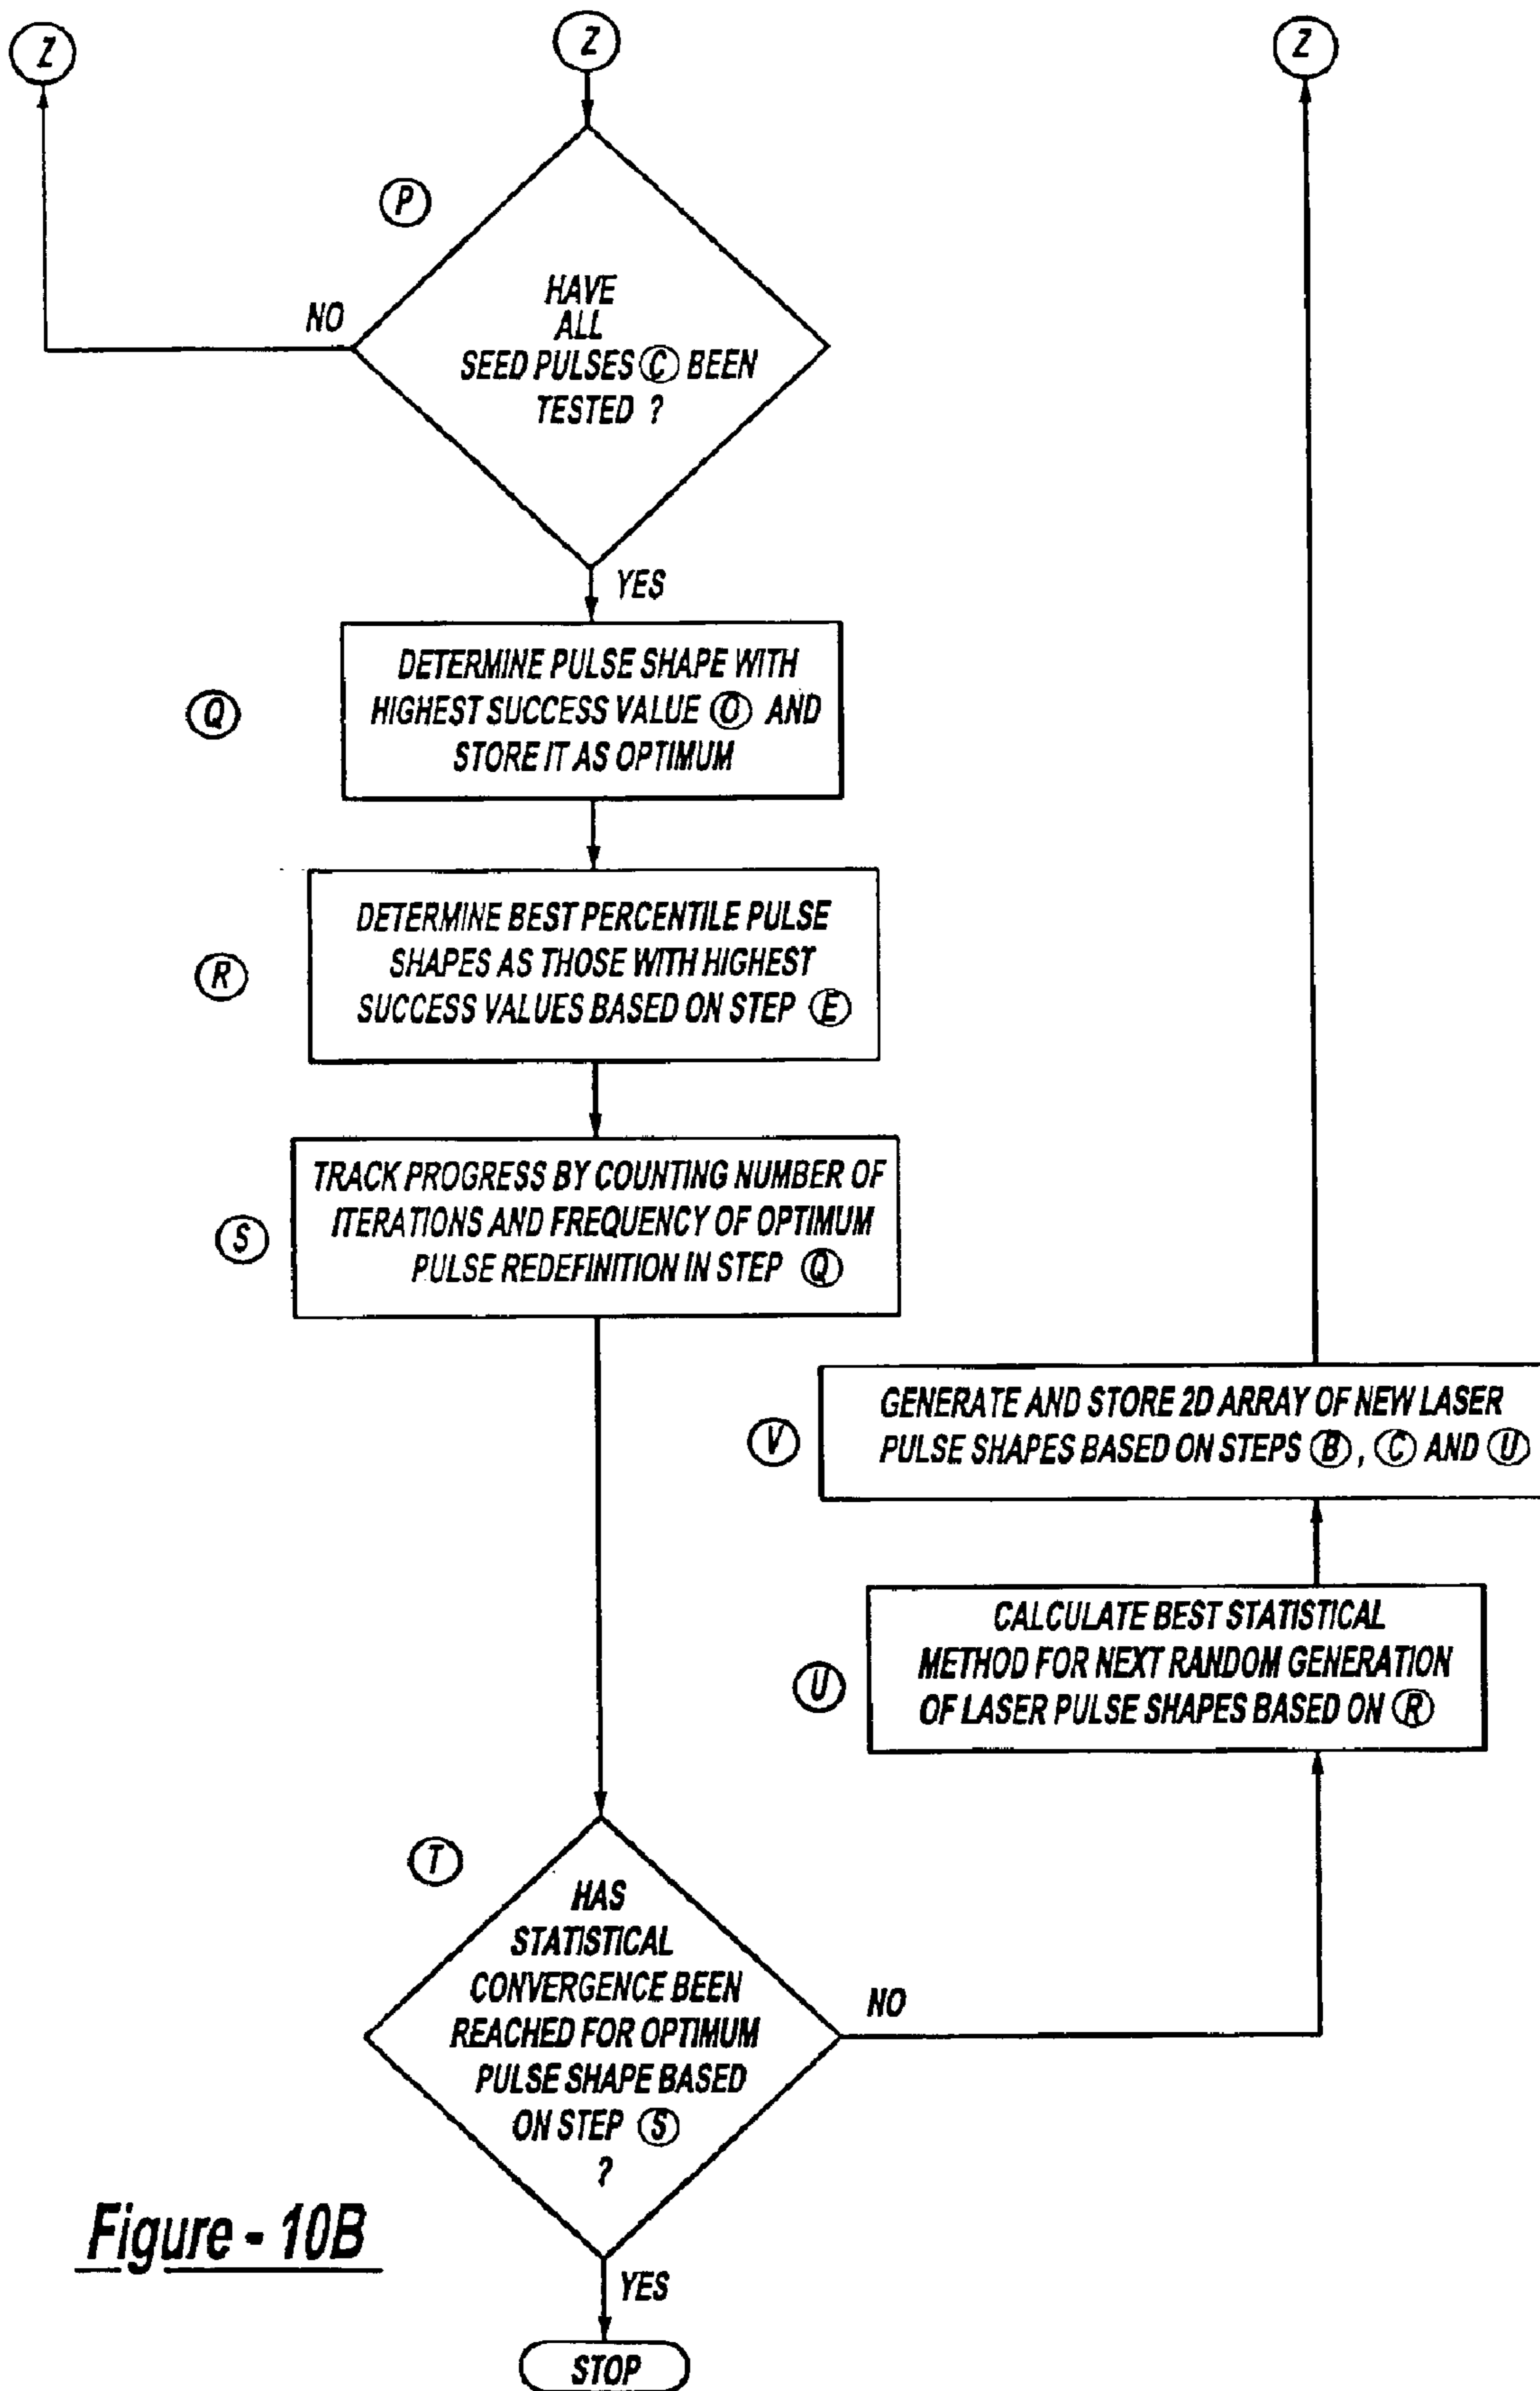 Z
Z
Z
P
HAVE
ALL
SEED PULSES C BEEN
TESTED ?
NO
YES
Q
DETERMINE PULSE SHAPE WITH
HIGHEST SUCCESS VALUE O AND
STORE IT AS OPTIMUM
R
DETERMINE BEST PERCENTILE PULSE
SHAPES AS THOSE WITH HIGHEST
SUCCESS VALUES BASED ON STEP E
S
TRACK PROGRESS BY COUNTING NUMBER OF
ITERATIONS AND FREQUENCY OF OPTIMUM
PULSE REDEFINITION IN STEP Q
V
GENERATE AND STORE 2D ARRAY OF NEW LASER
PULSE SHAPES BASED ON STEPS B, C AND U
U
CALCULATE BEST STATISTICAL
METHOD FOR NEXT RANDOM GENERATION
OF LASER PULSE SHAPES BASED ON R
T
HAS
STATISTICAL
CONVERGENCE BEEN
REACHED FOR OPTIMUM
PULSE SHAPE BASED
ON STEP S
?
NO
YES
STOP
Figure - 10B